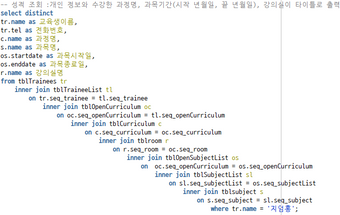 -- 성적 조회 :개인 정보와 수강한 과정명, 과목기간(시작 년월일, 끝 년월일), 강의실이 타이틀로 출력
select distinct
tr.name as 교육생이름,
tr.tel as 전화번호,
c.name as 과정명,
s.name as 과목명,
os.startdate as 과목시작일,
os.enddate as 과목종료일,
r.name as 강의실명
from tblTrainees tr
inner join tblTraineeList tl
on tr.seq_trainee = tl.seq_trainee
inner join tblOpenCurriculum oc
on oc.seq_openCurriculum = tl.seq_openCurriculum
inner join tblCurriculum c
on c.seq_curriculum = oc.seq_curriculum
inner join tblroom r
on r.seq_room = oc.seq_room
inner join tblOpenSubjectList os
on oc.seq_openCurriculum = os.seq_openCurriculum
inner join tblSubjectList sl
on sl.seq_subjectList = os.seq_subjectList
inner join tblsubject s
on s.seq_subject = sl.seq_subject
where tr.name = '지엄홍';